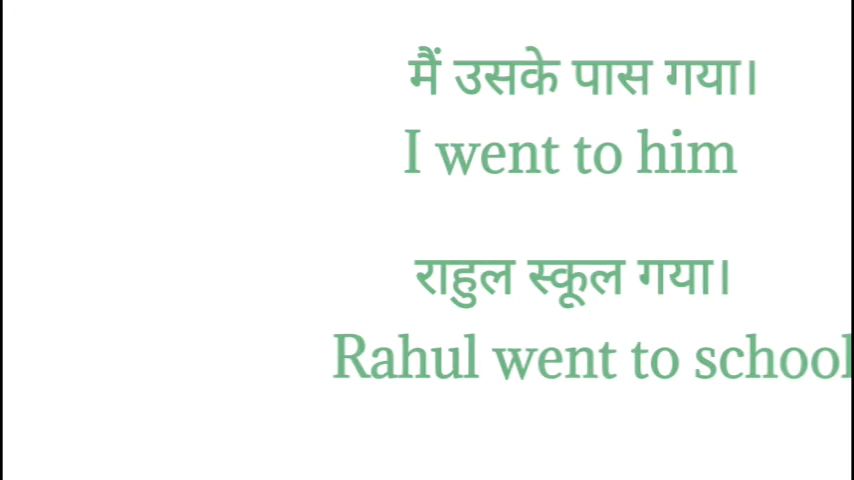 मैं उसके पास गया।
I went to him
राहुल स्कूल गया।
Rahul went to school